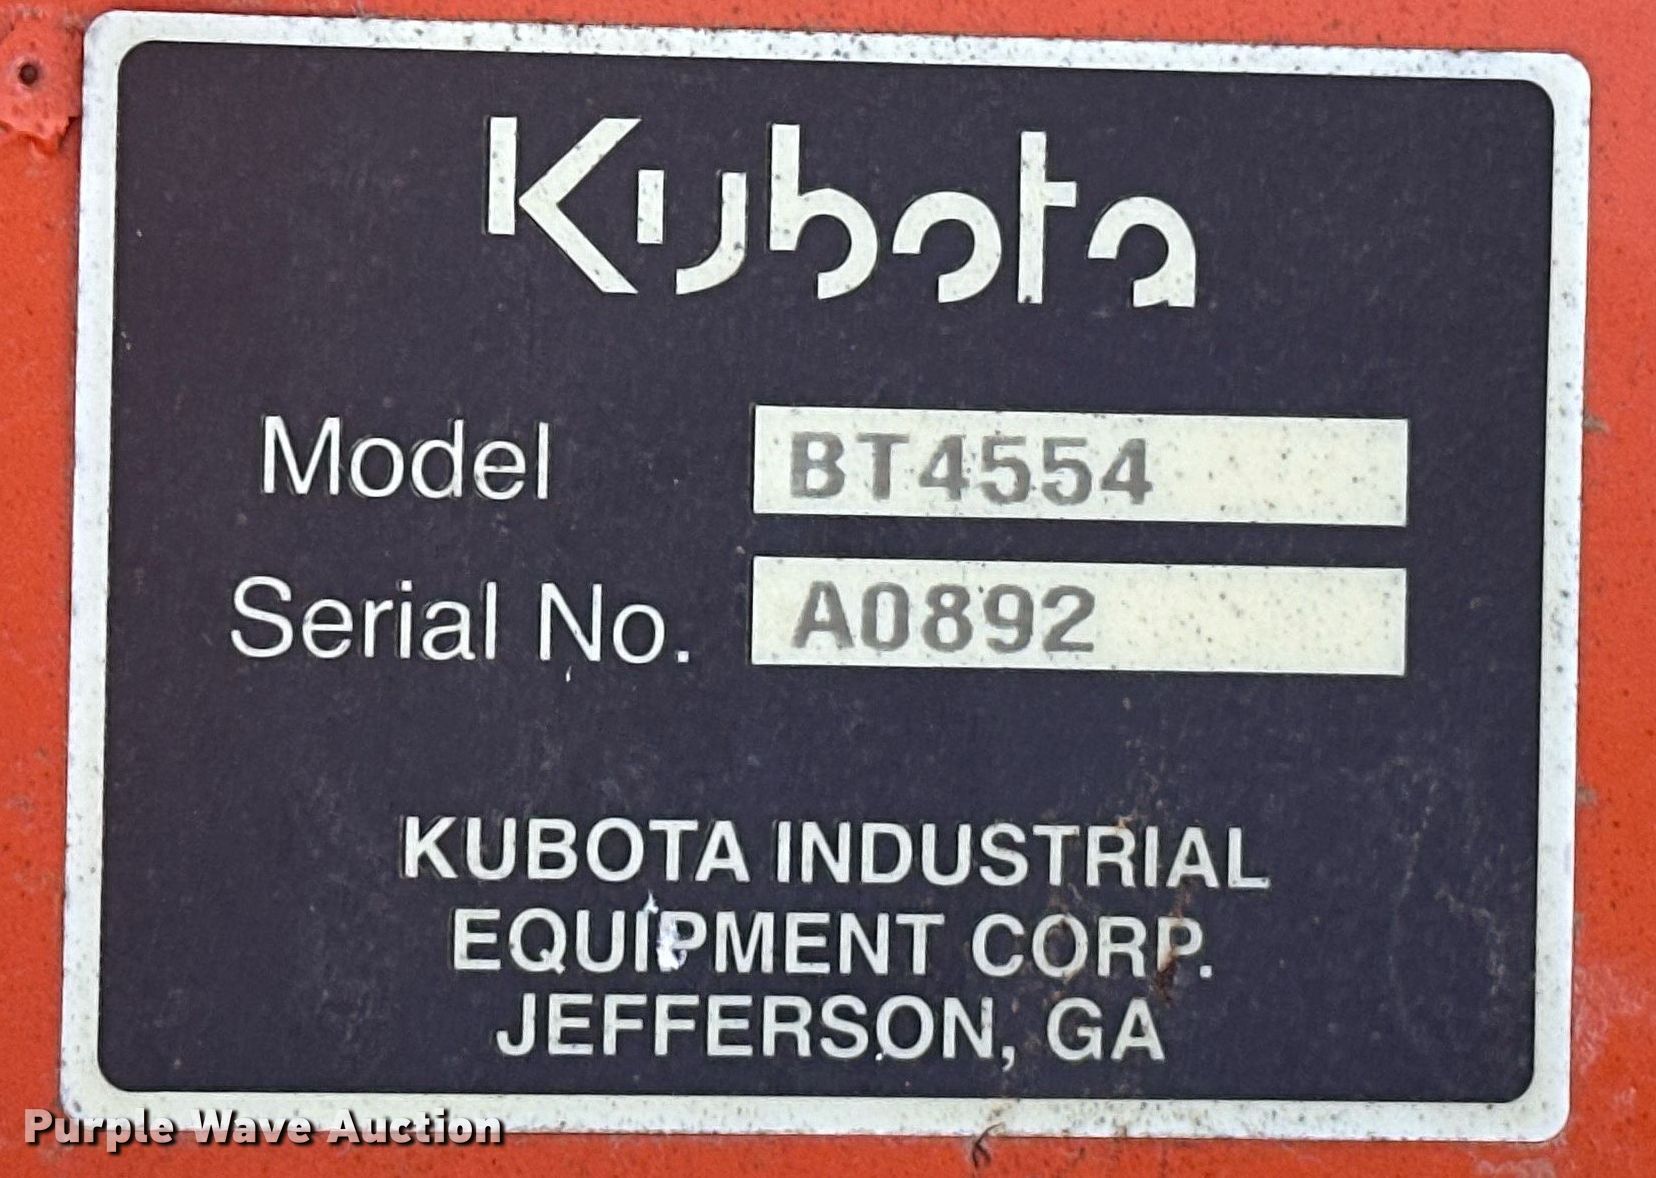 Kubota
Model BT4554
Serial No. A0892
KUBOTA INDUSTRIAL
EQUIPMENT CORP.
JEFFERSON, GA
Purple Wave Auction